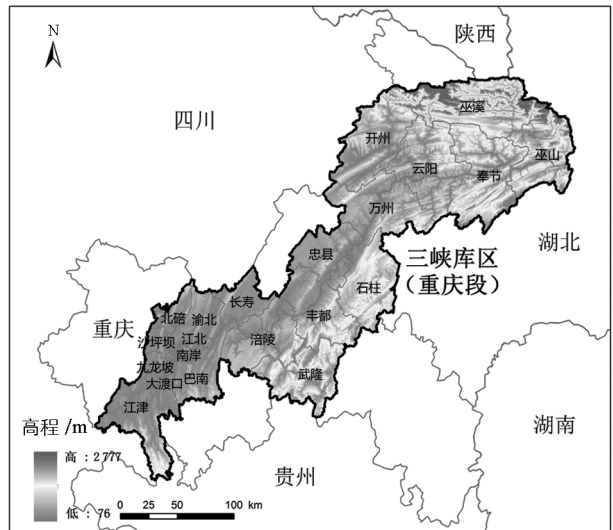 N
陕西
四川
巫溪
开州
巫山
云阳
奉节
万州
湖北
忠县
三峡库区
（重庆段）
石柱
长寿
丰都
重庆
北碚
渝北
沙坪坝
江北
涪陵
南岸
九龙坡
大渡口
巴南
武隆
江津
湖南
高程 /m
高：2777
贵州
低：76
0 25 50 100 km